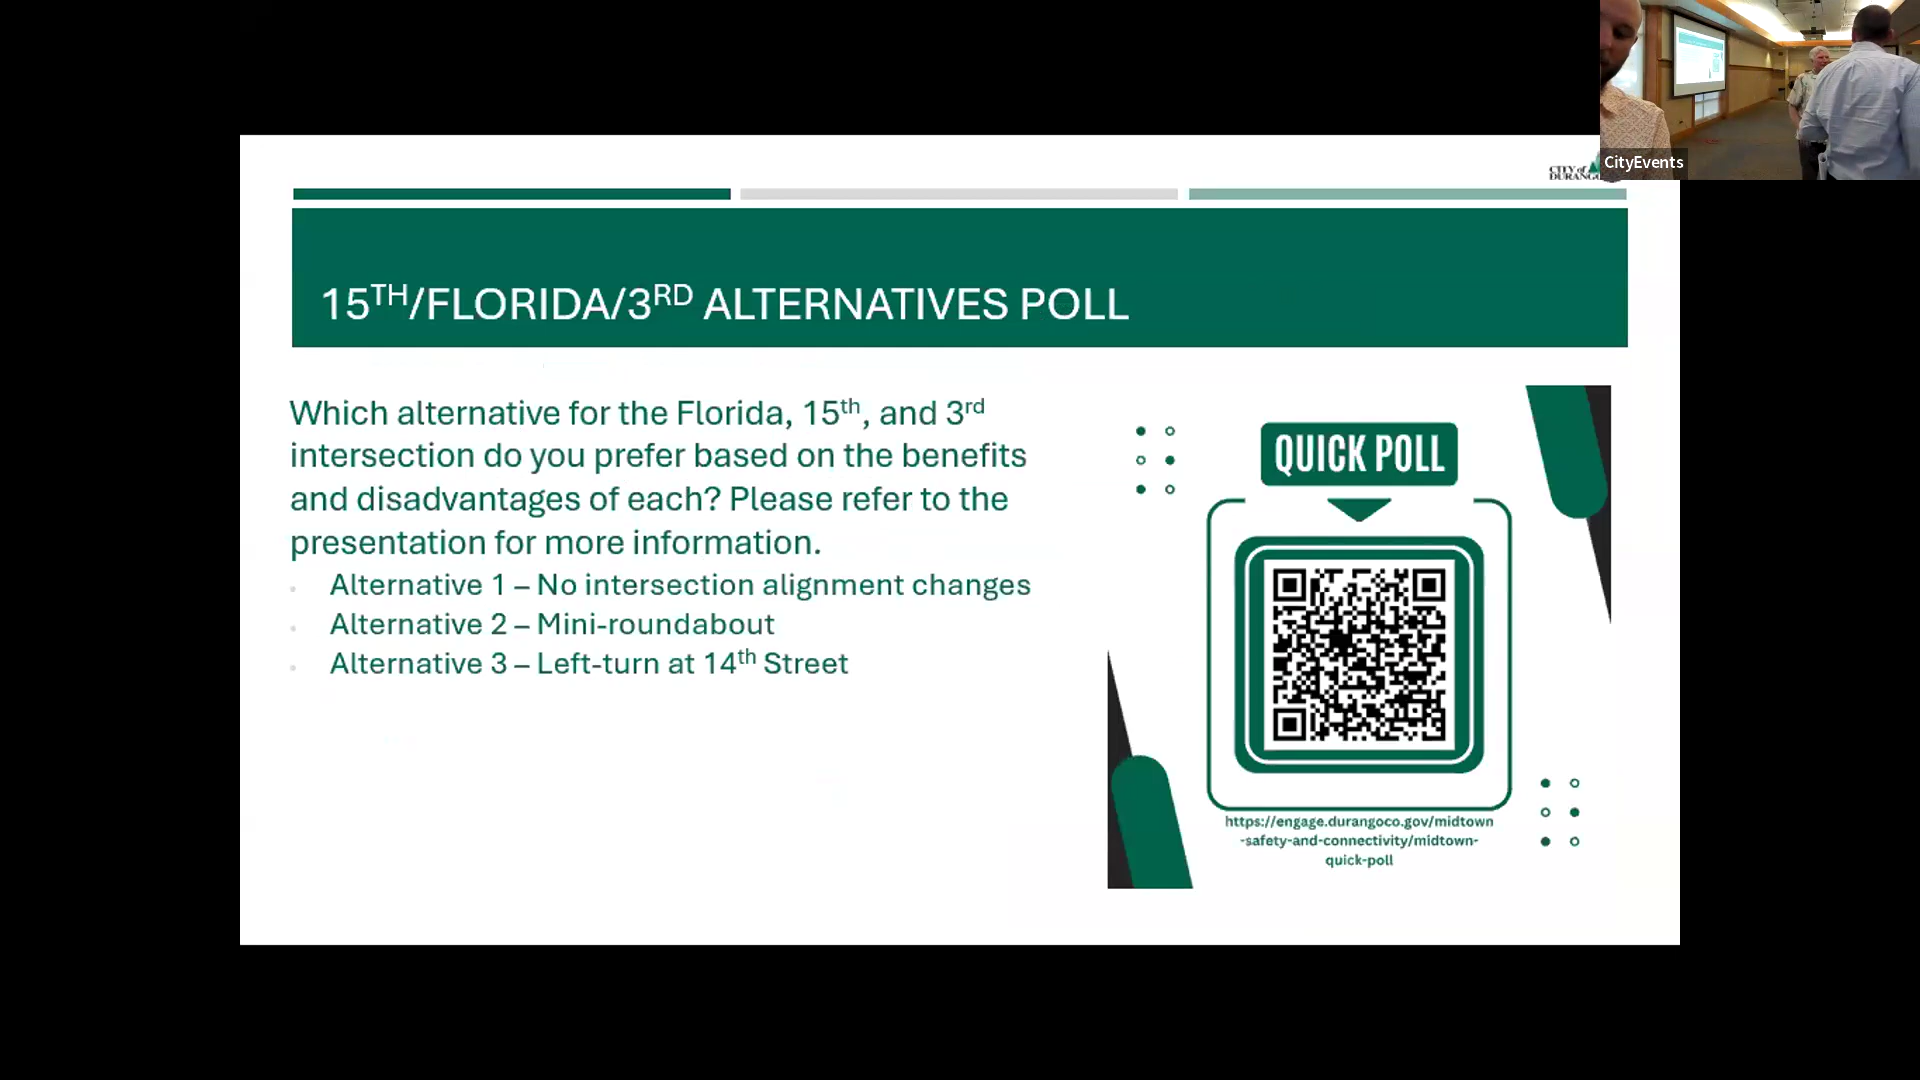 CityEvents
CITY of
DURANGO
15TH/FLORIDA/3RD ALTERNATIVES POLL
Which alternative for the Florida, 15th, and 3rd
intersection do you prefer based on the benefits
and disadvantages of each? Please refer to the
presentation for more information.
Alternative 1 – No intersection alignment changes
Alternative 2 – Mini-roundabout
Alternative 3 – Left-turn at 14th Street
QUICK POLL
https://engage.durangoco.gov/midtown
-safety-and-connectivity/midtown-
quick-poll